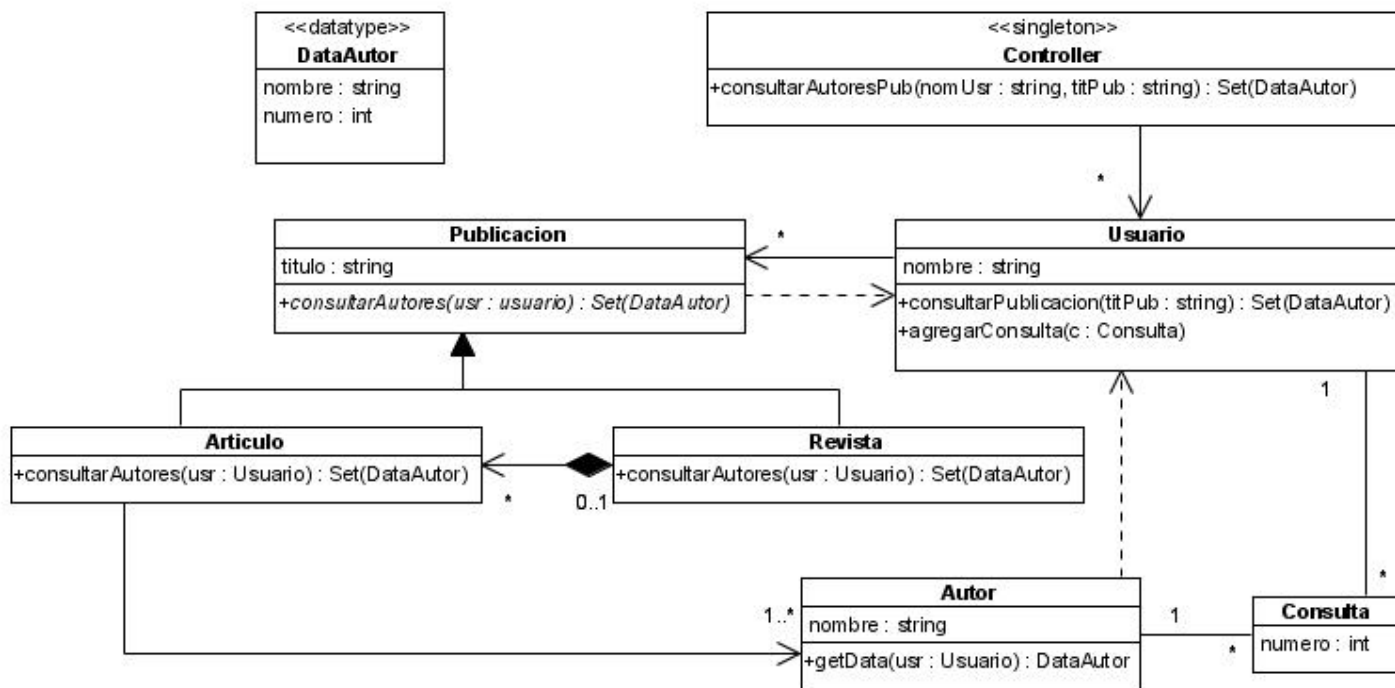 <<datatype>>
DataAutor
nombre : string
numero : int
<<singleton>>
Controller
+consultarAutoresPub(nomUsr : string, titPub : string) : Set(DataAutor)
*
Publicacion
titulo : string
+consultarAutores(usr : usuario) : Set(DataAutor)
*
Usuario
nombre : string
+consultarPublicacion(titPub : string) : Set(DataAutor)
+agregarConsulta(c : Consulta)
1
Articulo
+consultarAutores(usr : Usuario) : Set(DataAutor)
*
0..1
Revista
+consultarAutores(usr : Usuario) : Set(DataAutor)
1..*
Autor
nombre : string
+getData(usr : Usuario) : DataAutor
1
*
*
Consulta
numero : int